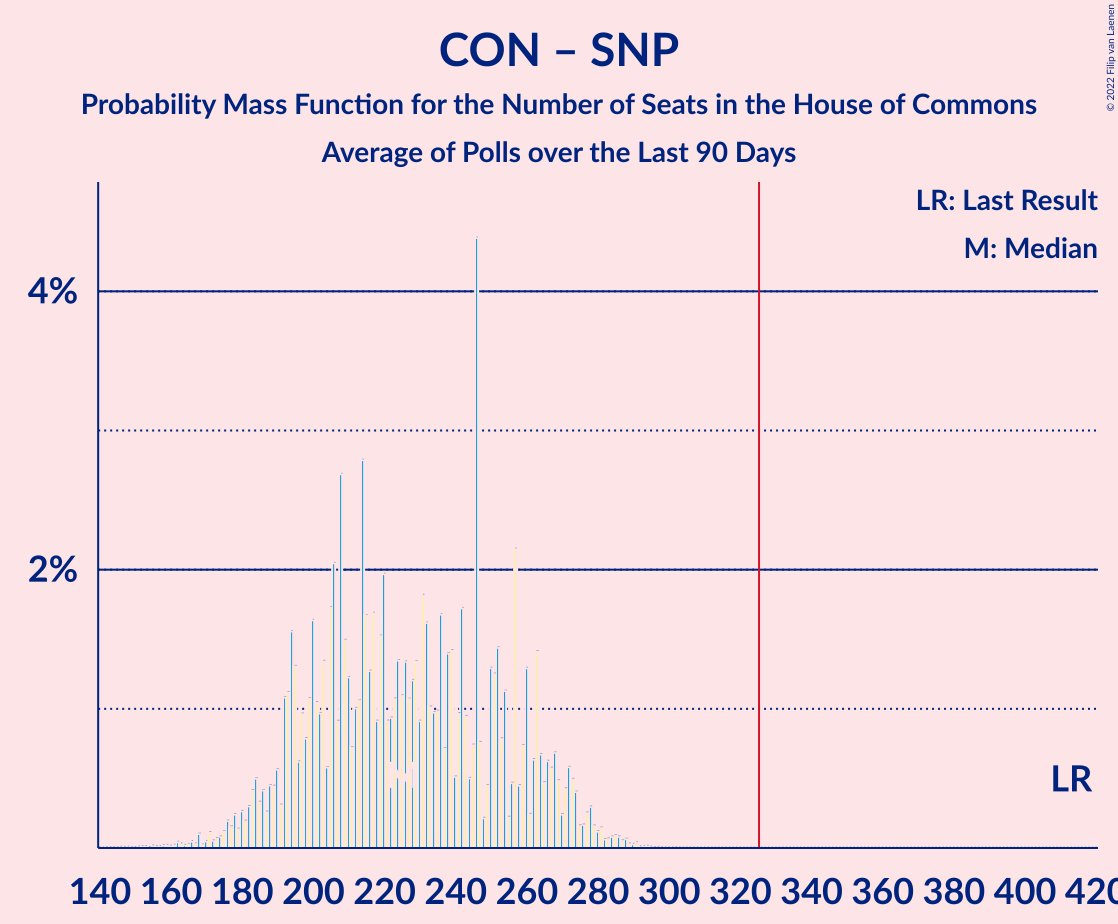 CON – SNP
Probability Mass Function for the Number of Seats in the House of Commons
Average of Polls over the Last 90 Days
© 2022 Filip van Laenen
LR: Last Result
M: Median
4%
2%
M
LR
140 160 180 200 220 240 260 280 300 320 340 360 380 400 420